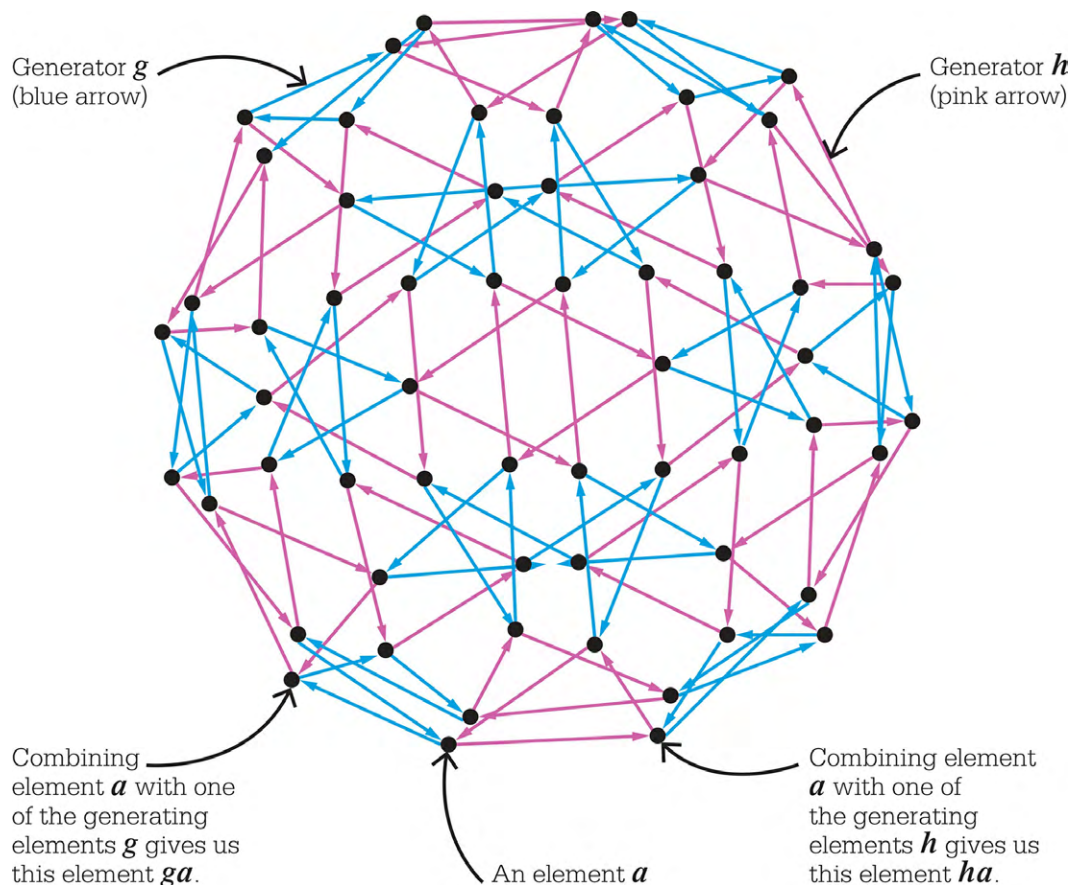 Generator g
(blue arrow)
Generator h
(pink arrow)
Combining
element a with one
of the generating
elements g gives us
this element ga.
An element a
Combining element
a with one of
the generating
elements h gives us
this element ha.